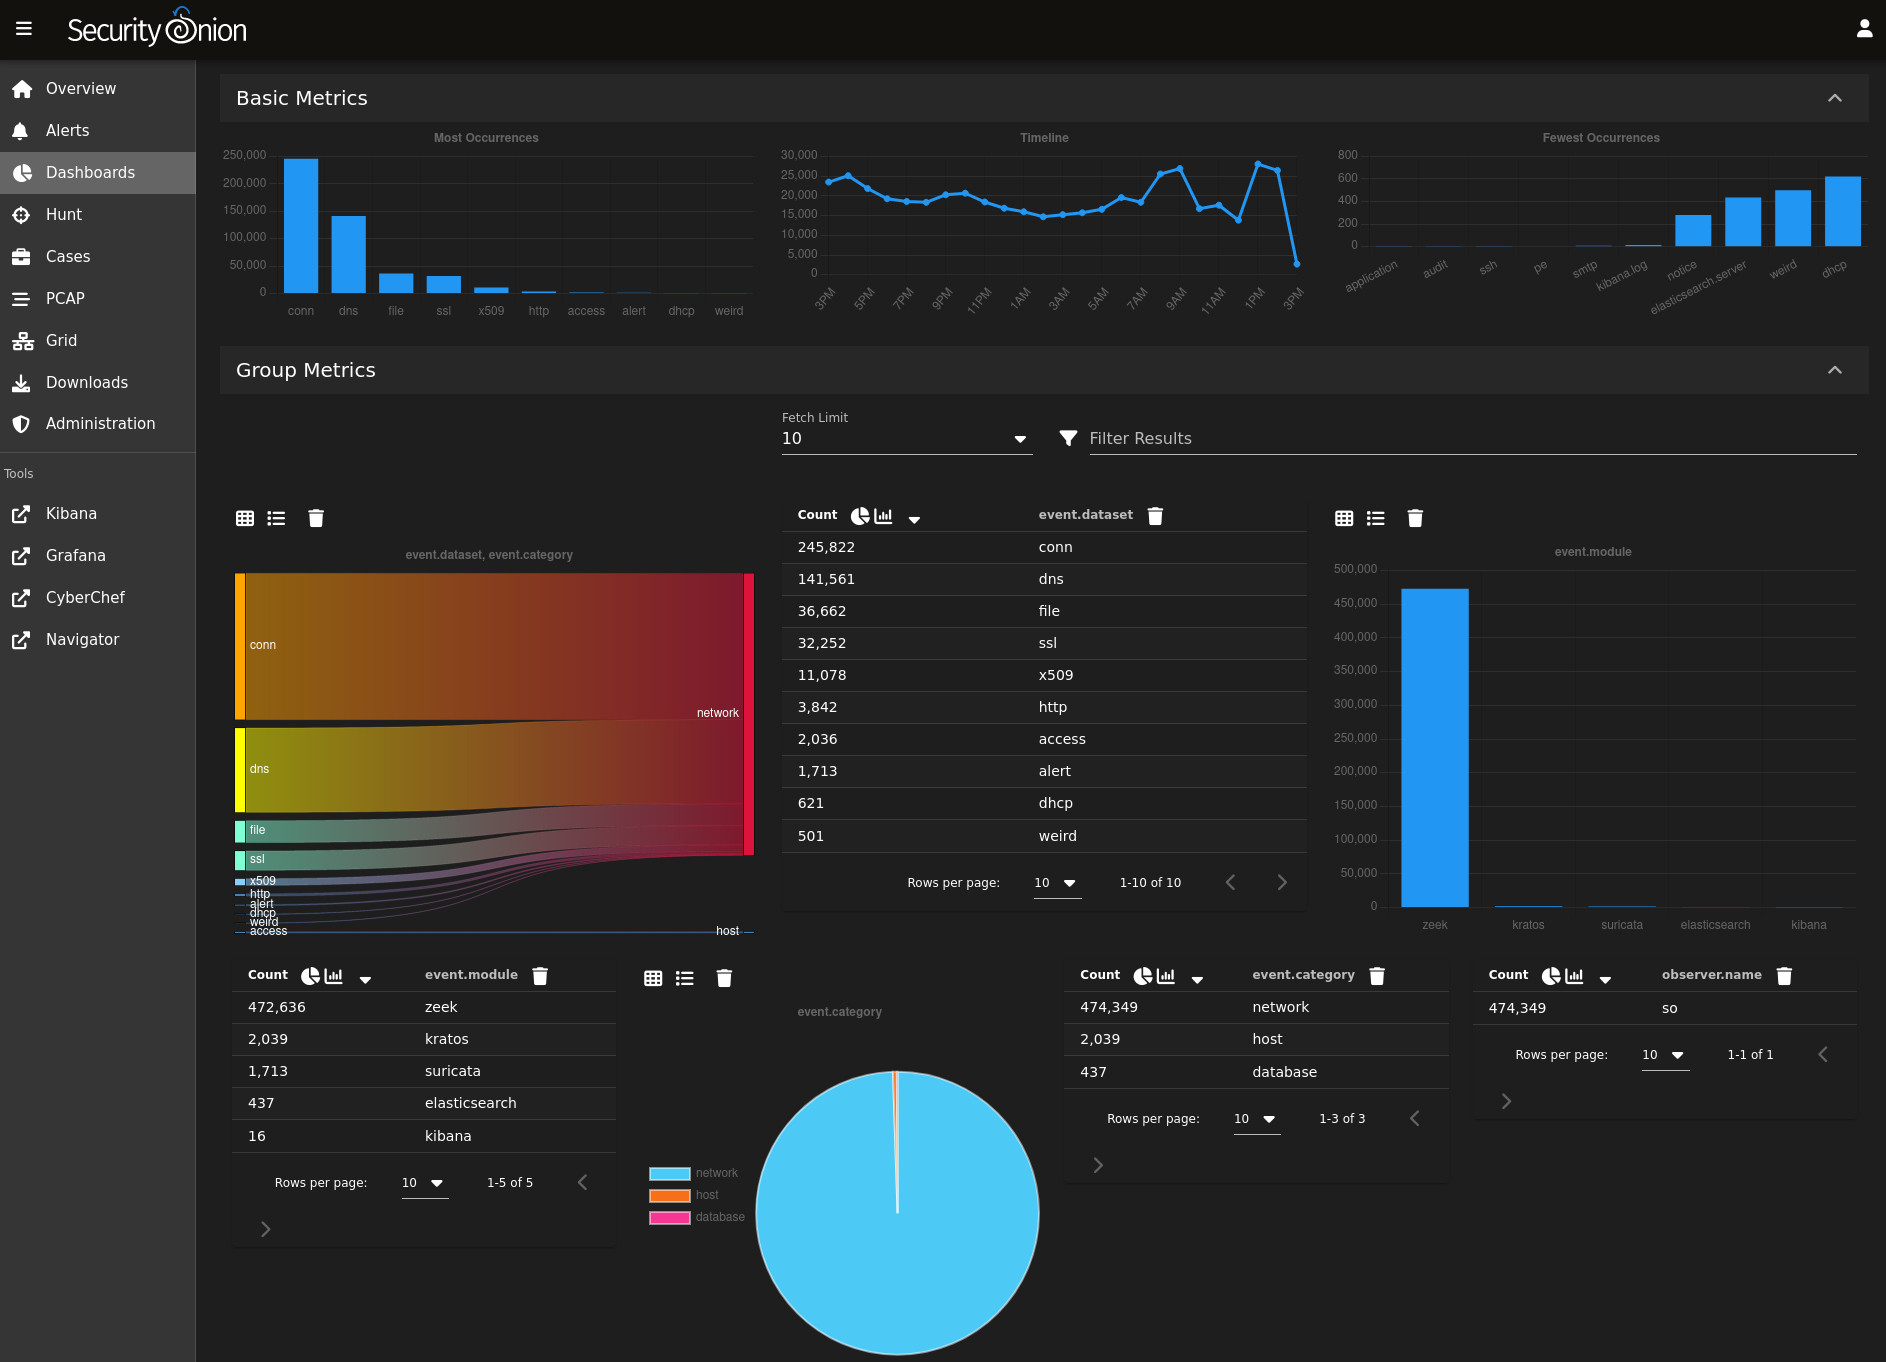 Security Onion
Overview
Alerts
Dashboards
Hunt
Cases
PCAP
Grid
Downloads
Administration
Tools
Kibana
Grafana
CyberChef
Navigator
Basic Metrics
Most Occurrences
250,000
200,000
150,000
100,000
50,000
0
conn dns file ssl x509 http access alert dhcp weird
Timeline
30,000
25,000
20,000
15,000
10,000
5,000
0
3PM 5PM 7PM 9PM 11PM 1AM 3AM 5AM 7AM 9AM 11AM 1PM 3PM
Fewest Occurrences
800
600
400
200
0
application audit ssh pe smtp kibana.log notice elasticsearch.server weird dhcp
Group Metrics
Fetch Limit
10
Filter Results
event.dataset, event.category
conn
network
dns
file
ssl
x509
http
alert
dhcp
weird
access host
Count event.dataset
245,822 conn
141,561 dns
36,662 file
32,252 ssl
11,078 x509
3,842 http
2,036 access
1,713 alert
621 dhcp
501 weird
Rows per page: 10 1-10 of 10
event.module
500,000
450,000
400,000
350,000
300,000
250,000
200,000
150,000
100,000
50,000
0
zeek kratos suricata elasticsearch kibana
Count event.module
472,636 zeek
2,039 kratos
1,713 suricata
437 elasticsearch
16 kibana
Rows per page: 10 1-5 of 5
event.category
network
host
database
Count event.category
474,349 network
2,039 host
437 database
Rows per page: 10 1-3 of 3
Count observer.name
474,349 so
Rows per page: 10 1-1 of 1